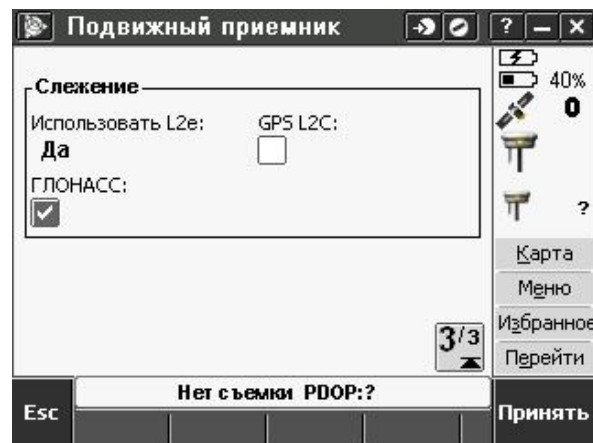 Подвижный приемник
? – ×
Слежение
Использовать L2e: GPS L2C:
Да
ГЛОНАСС:
40%
0
?
Карта
Меню
Избранное
Перейти
3/3
Нет съемки PDOP:?
Esc
Принять